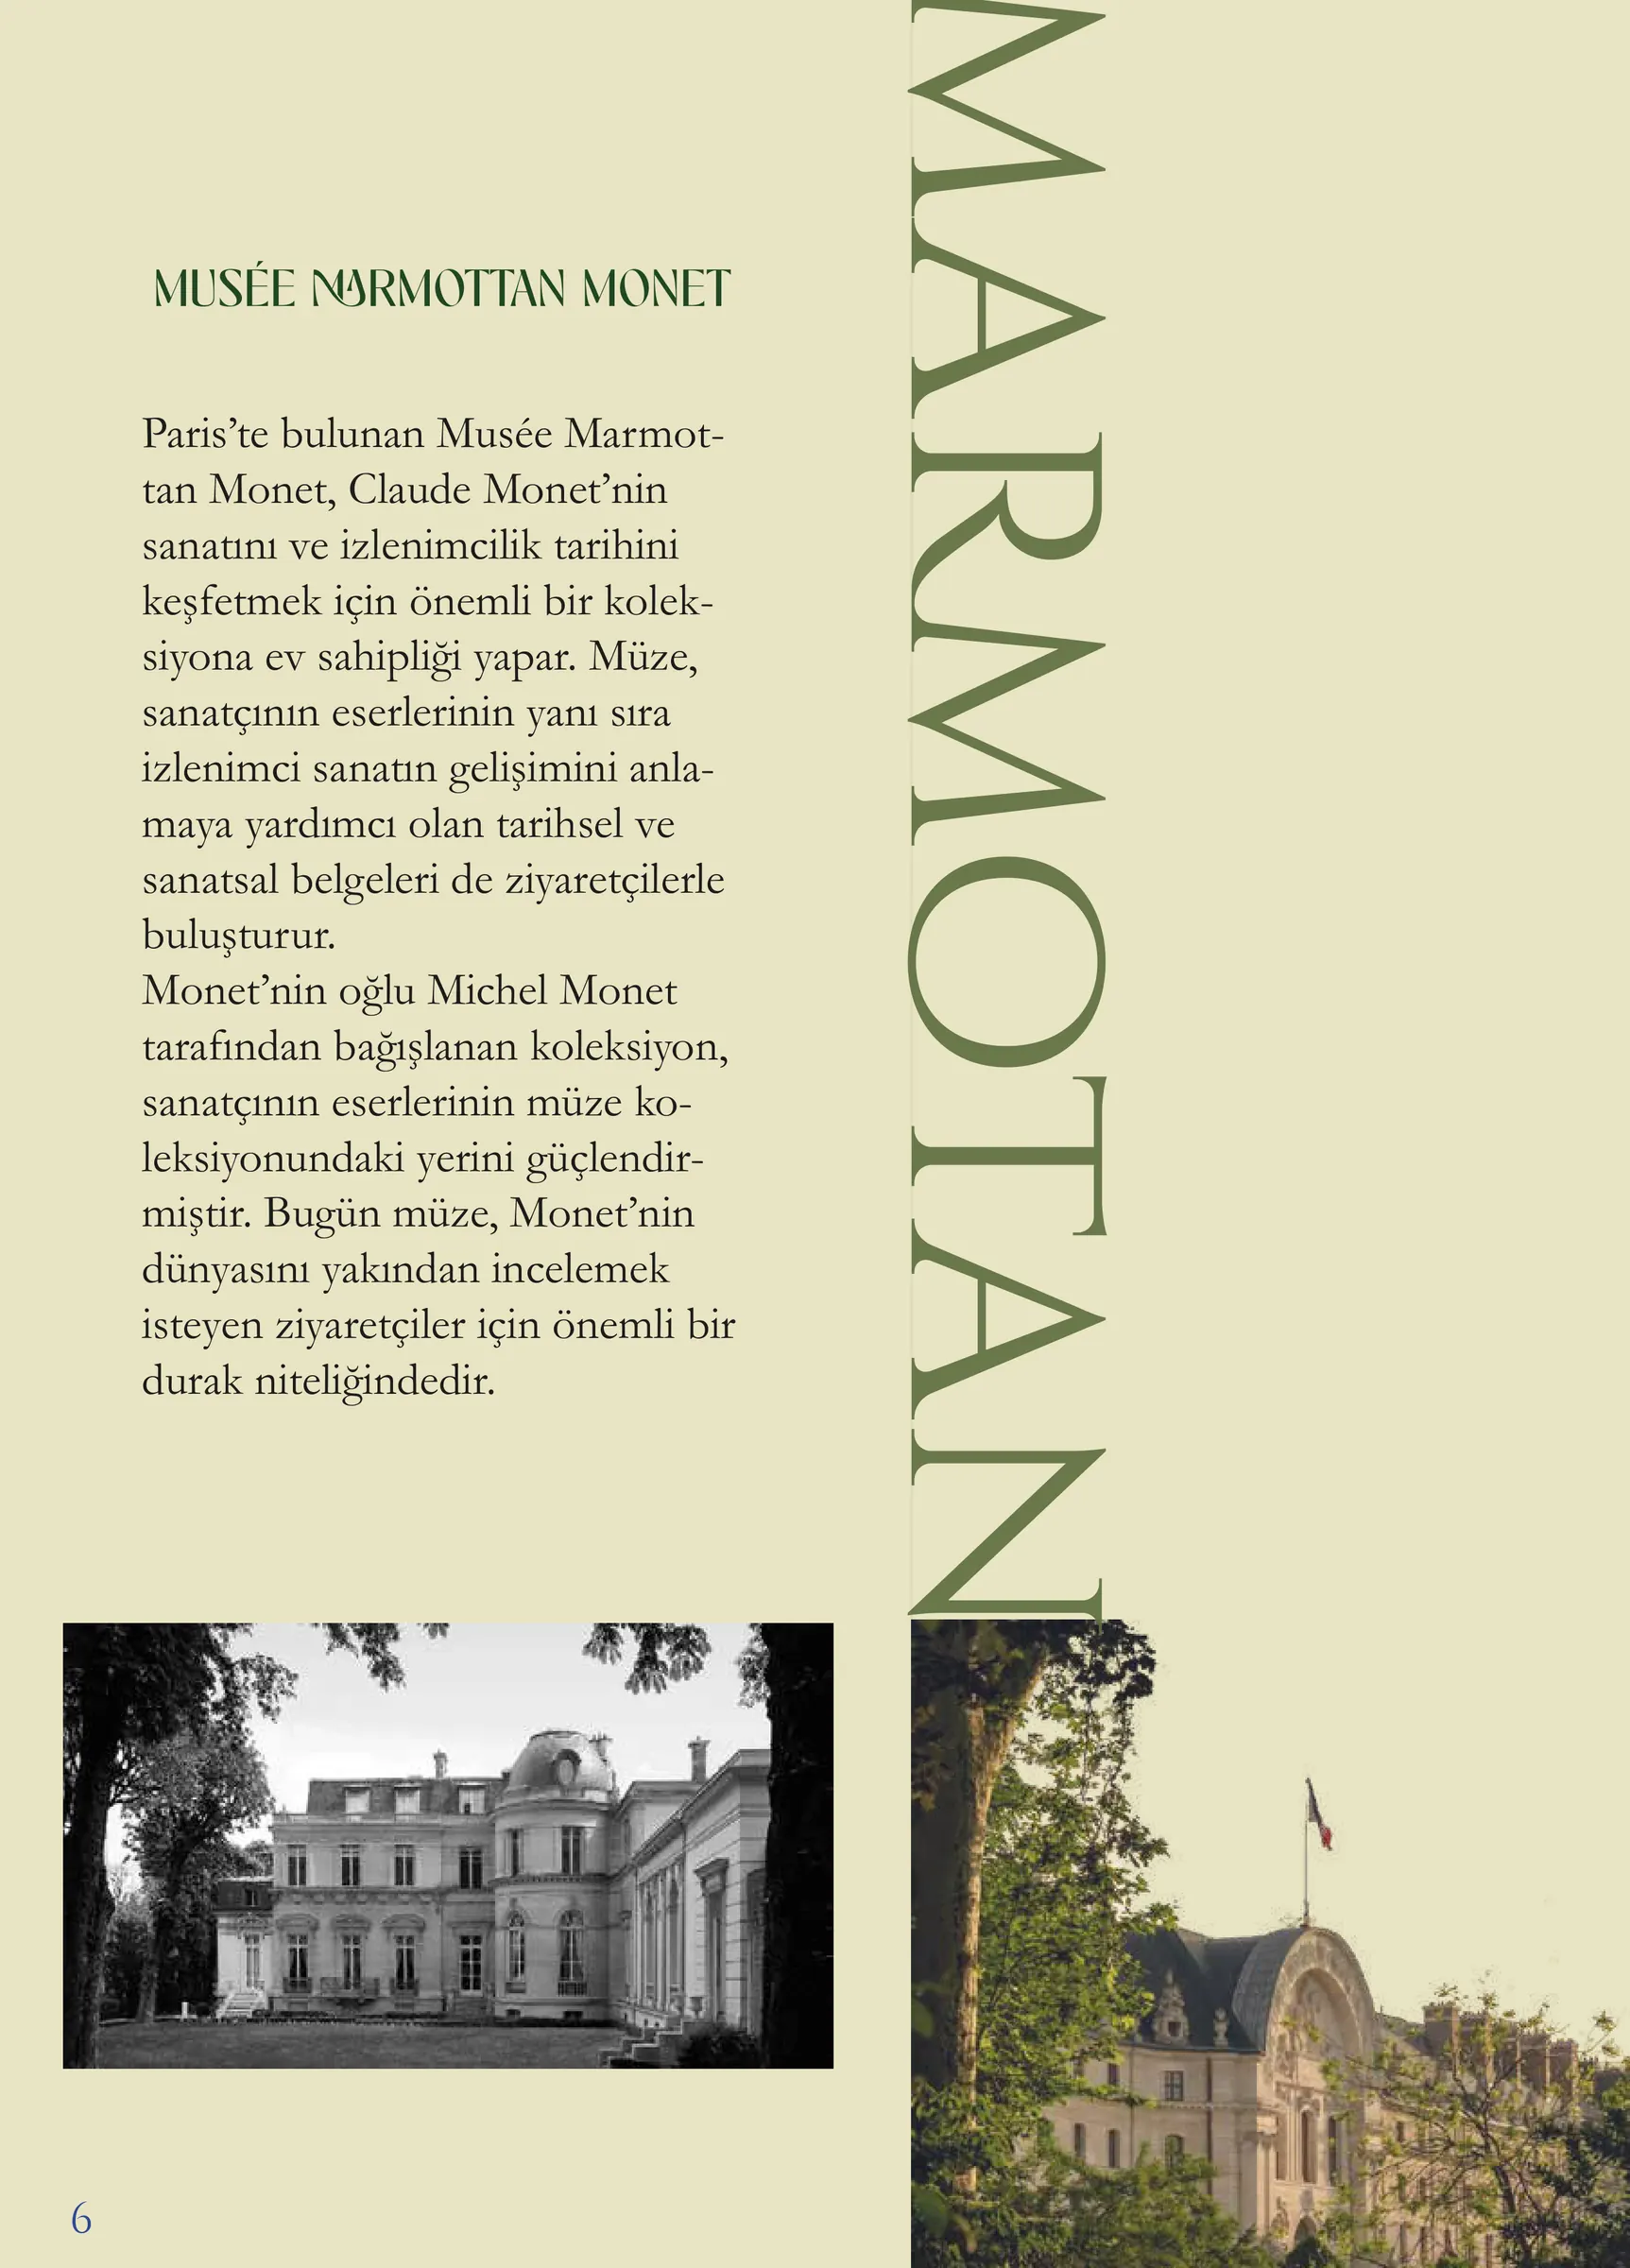 MUSÉE MARMOTTAN MONET
Paris’te bulunan Musée Marmot-
tan Monet, Claude Monet’nin
sanatını ve izlenimcilik tarihini
keşfetmek için önemli bir kolek-
siyona ev sahipliği yapar. Müze,
sanatçının eserlerinin yanı sıra
izlenimci sanatın gelişimini anla-
maya yardımcı olan tarihsel ve
sanatsal belgeleri de ziyaretçilerle
buluşturur.
Monet’nin oğlu Michel Monet
tarafından bağışlanan koleksiyon,
sanatçının eserlerinin müze ko-
leksiyonundaki yerini güçlendir-
miştir. Bugün müze, Monet’nin
dünyasını yakından incelemek
isteyen ziyaretçiler için önemli bir
durak niteliğindedir.
MARMOTAN
6